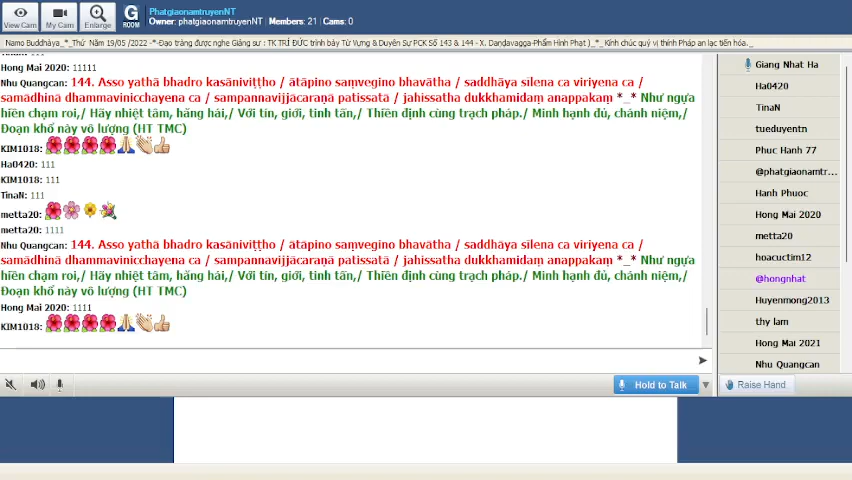 PhatgiaonamtruyenNT
Owner: phatgiaonamtruyenNT | Members: 21 | Cams: 0
View Cam
My Cam
Enlarge
G
ROOM
Namo Buddhàya_*_Thứ Năm 19/05 /2022 -*-Đạo tràng được nghe Giảng sư : TK TRÍ ĐỨC trình bày Từ Vựng & Duyên Sự PCK Số 143 & 144 - X. Daṇḍavagga-Phẩm Hình Phạt )_*_ Kính chúc quý vị thính Pháp an lạc tiến hóa._
Hong Mai 2020: 11111
Nhu Quangcan: 144. Asso yathā bhadro kasāniviṭṭho / ātāpino saṃvegino bhavātha / saddhāya sīlena ca vīriyena ca /
samādhinā dhammavinicchayena ca / sampannavijjācaraṇā patissatā / jahissatha dukkhamidaṃ anappakaṃ *_* Như ngựa
hiền chạm roi,/ Hãy nhiệt tâm, hăng hái,/ Với tín, giới, tinh tấn,/ Thiền định cùng trạch pháp./ Minh hạnh đủ, chánh niệm,/
Đoạn khổ này vô lượng (HT TMC)
KIM1018:
Ha0420: 111
KIM1018: 111
TinaN: 111
metta20:
metta20: 1111
Nhu Quangcan: 144. Asso yathā bhadro kasāniviṭṭho / ātāpino saṃvegino bhavātha / saddhāya sīlena ca vīriyena ca /
samādhinā dhammavinicchayena ca / sampannavijjācaraṇā patissatā / jahissatha dukkhamidaṃ anappakaṃ *_* Như ngựa
hiền chạm roi,/ Hãy nhiệt tâm, hăng hái,/ Với tín, giới, tinh tấn,/ Thiền định cùng trạch pháp./ Minh hạnh đủ, chánh niệm,/
Đoạn khổ này vô lượng (HT TMC)
Hong Mai 2020: 1111
KIM1018:
Hold to Talk
Giang Nhat Ha
Ha0420
TinaN
tueduyentn
Phuc Hanh 77
@phatgiaonamtr...
Hanh Phuoc
Hong Mai 2020
metta20
hoacuctim12
@hongnhat
Huyenmong2013
thy lam
Hong Mai 2021
Nhu Quangcan
Raise Hand